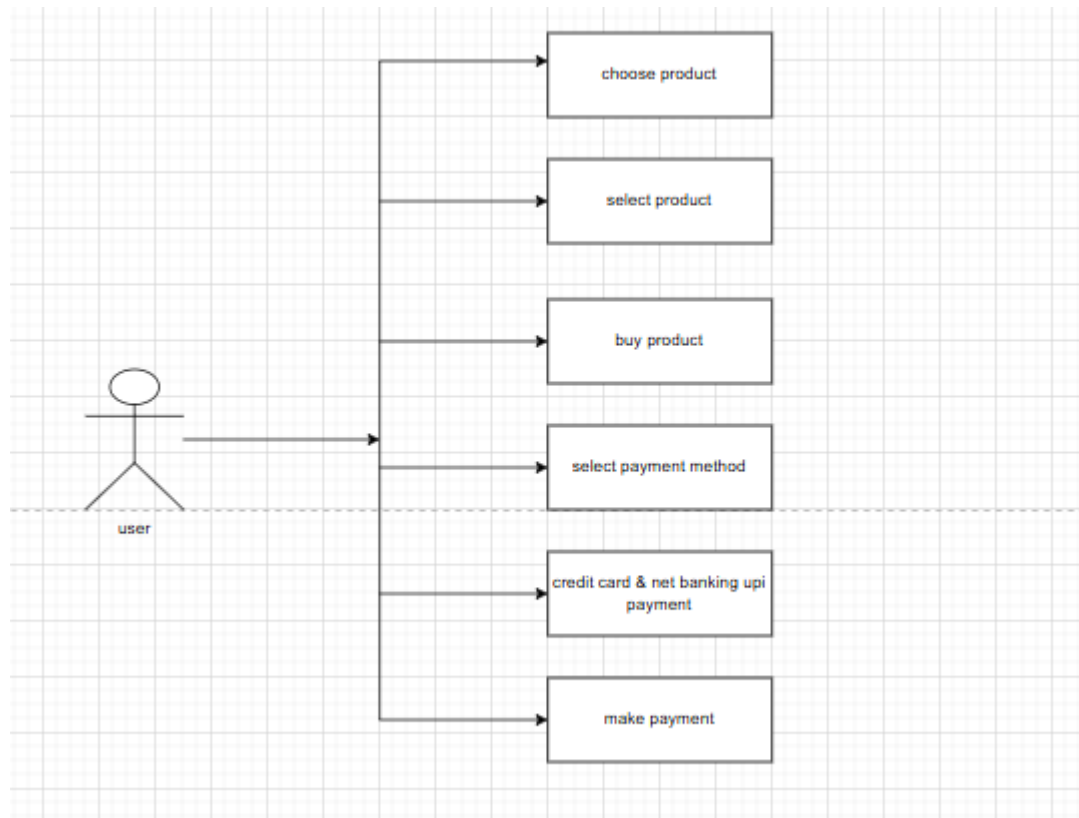 choose product
select product
buy product
select payment method
user
credit card & net banking upi
payment
make payment